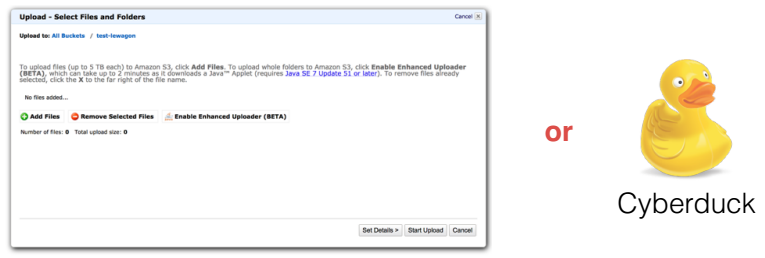 Upload - Select Files and Folders
Cancel x
Upload to: All Buckets / test-lewagon
To upload files (up to 5 TB each) to Amazon S3, click Add Files. To upload whole folders to Amazon S3, click Enable Enhanced Uploader
(BETA), which can take up to 2 minutes as it downloads a Java™ Applet (requires Java SE 7 Update 51 or later). To remove files already
selected, click the X to the far right of the file name.
No files added...
Add Files Remove Selected Files Enable Enhanced Uploader (BETA)
Number of files: 0 Total upload size: 0
Set Details > Start Upload Cancel
or
Cyberduck